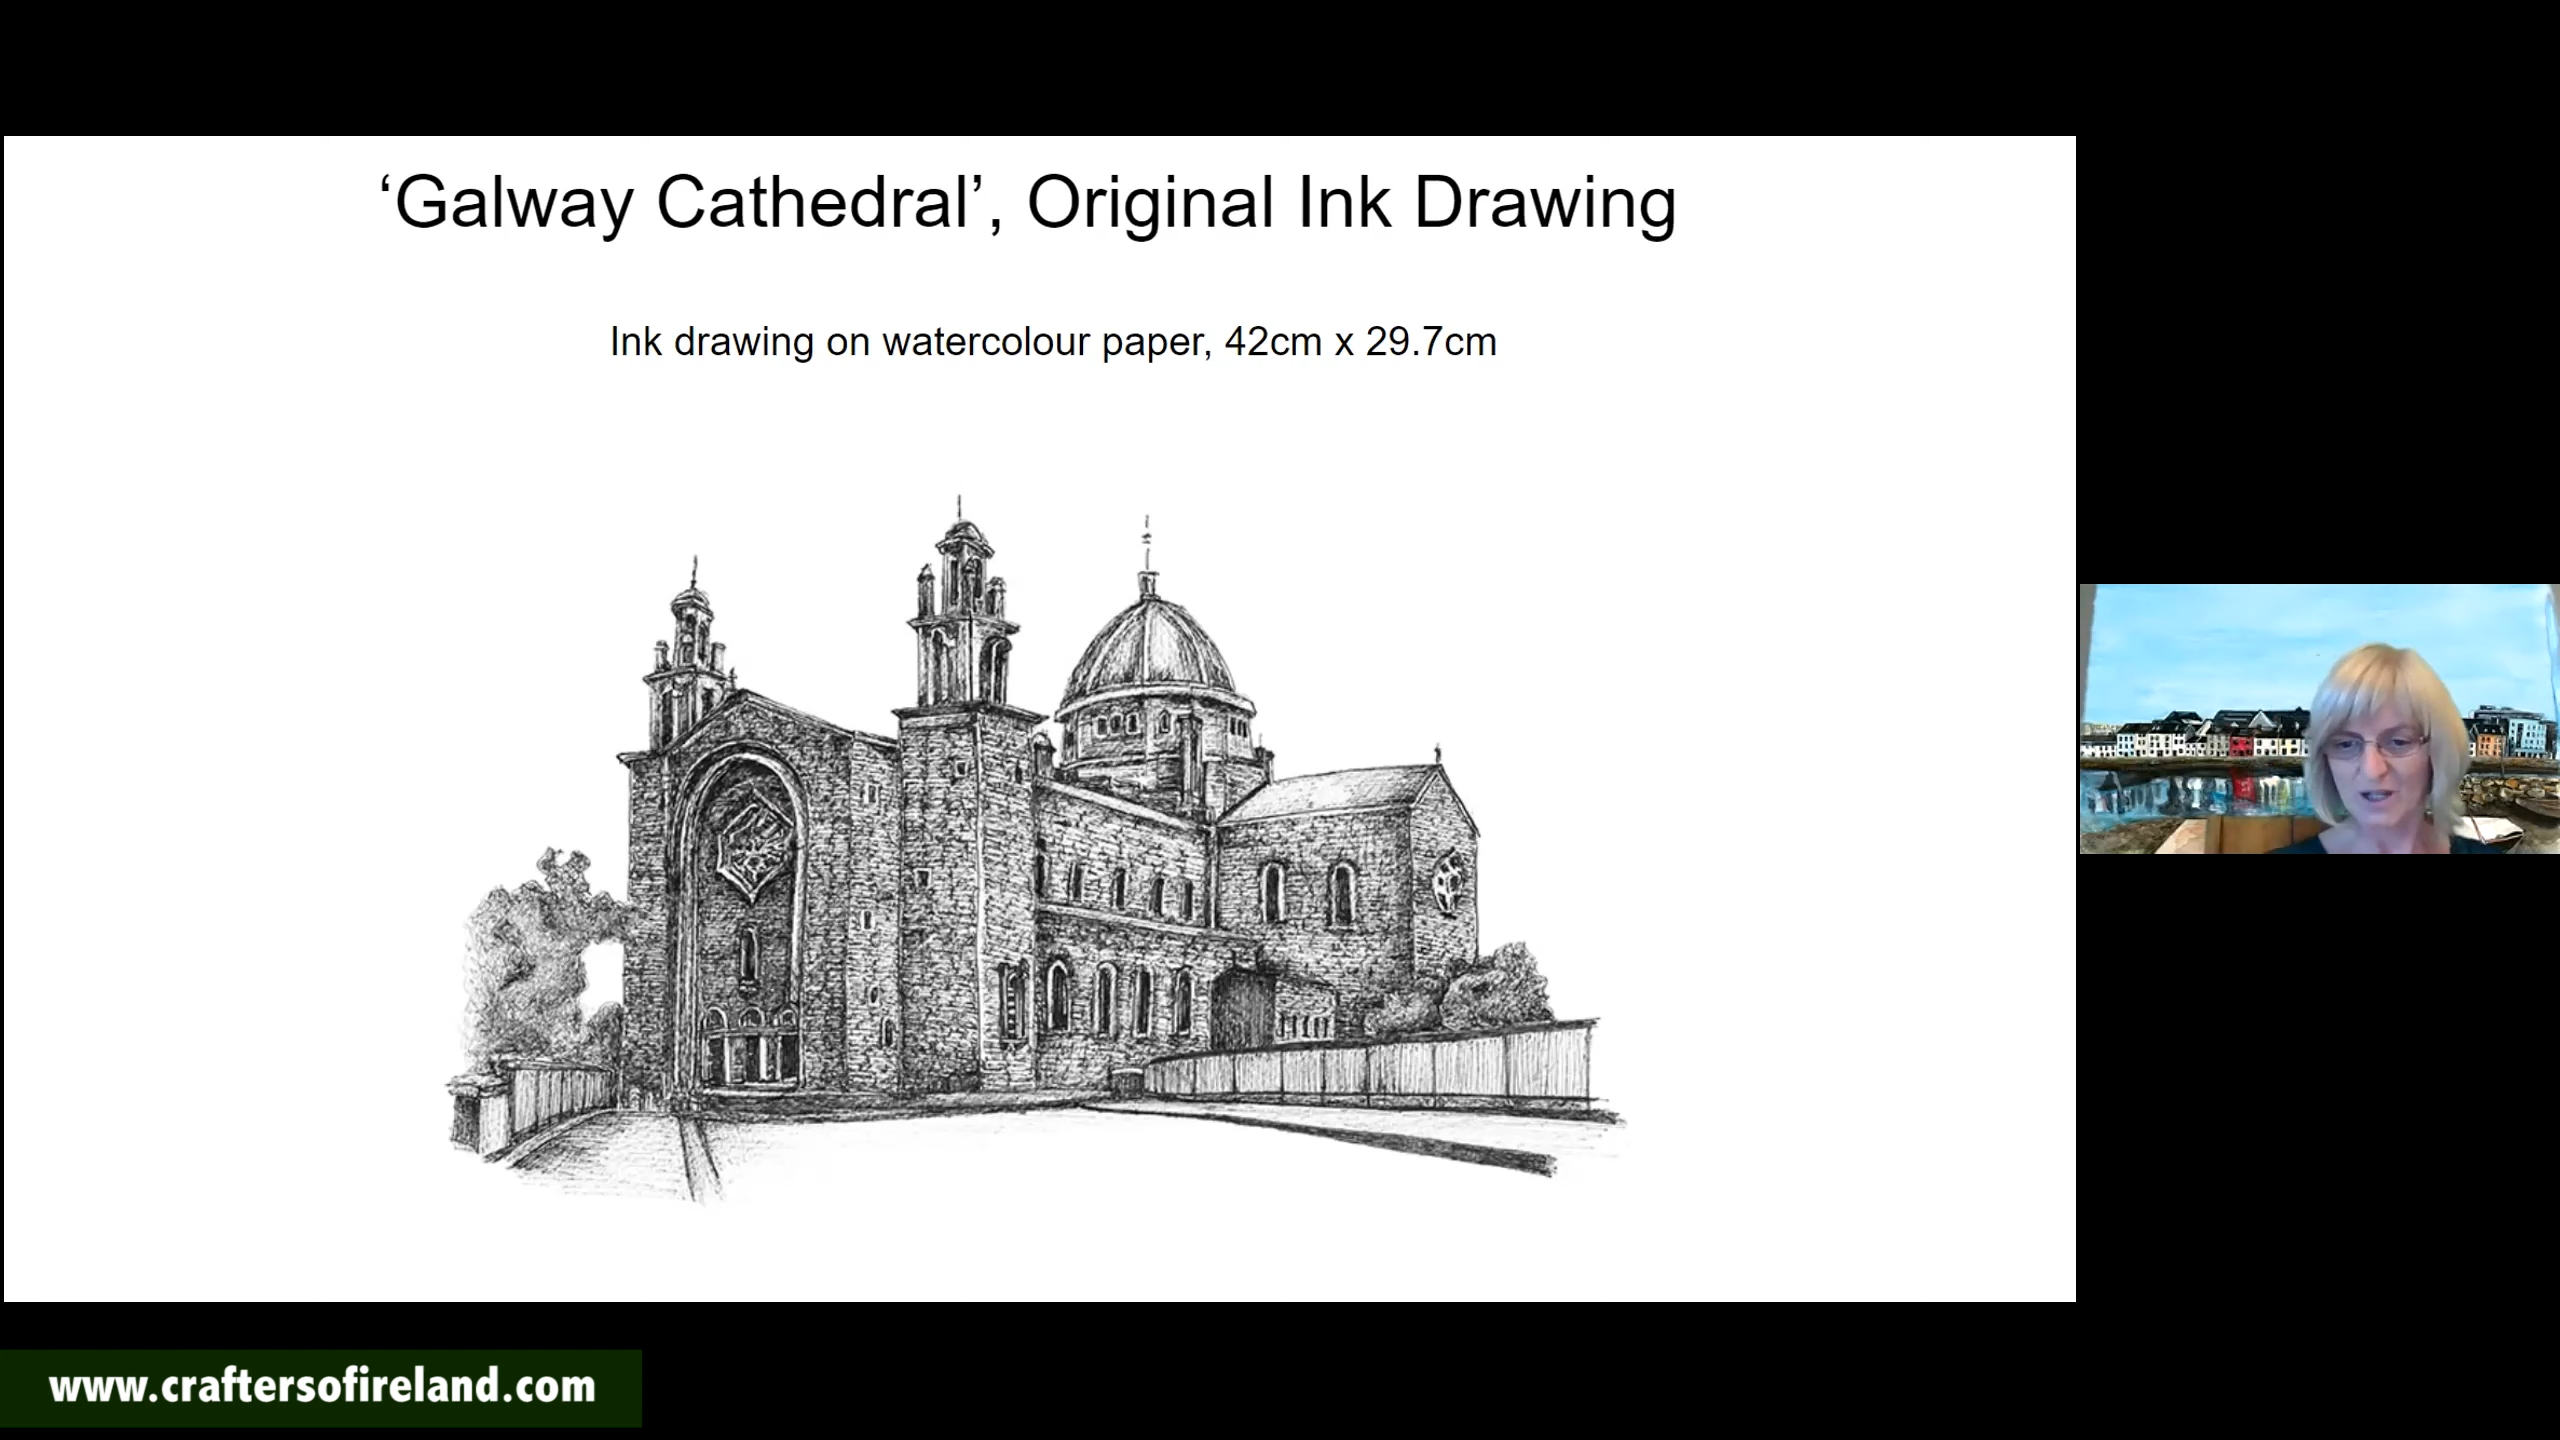 ‘Galway Cathedral’, Original Ink Drawing
Ink drawing on watercolour paper, 42cm x 29.7cm
www.craftersofireland.com